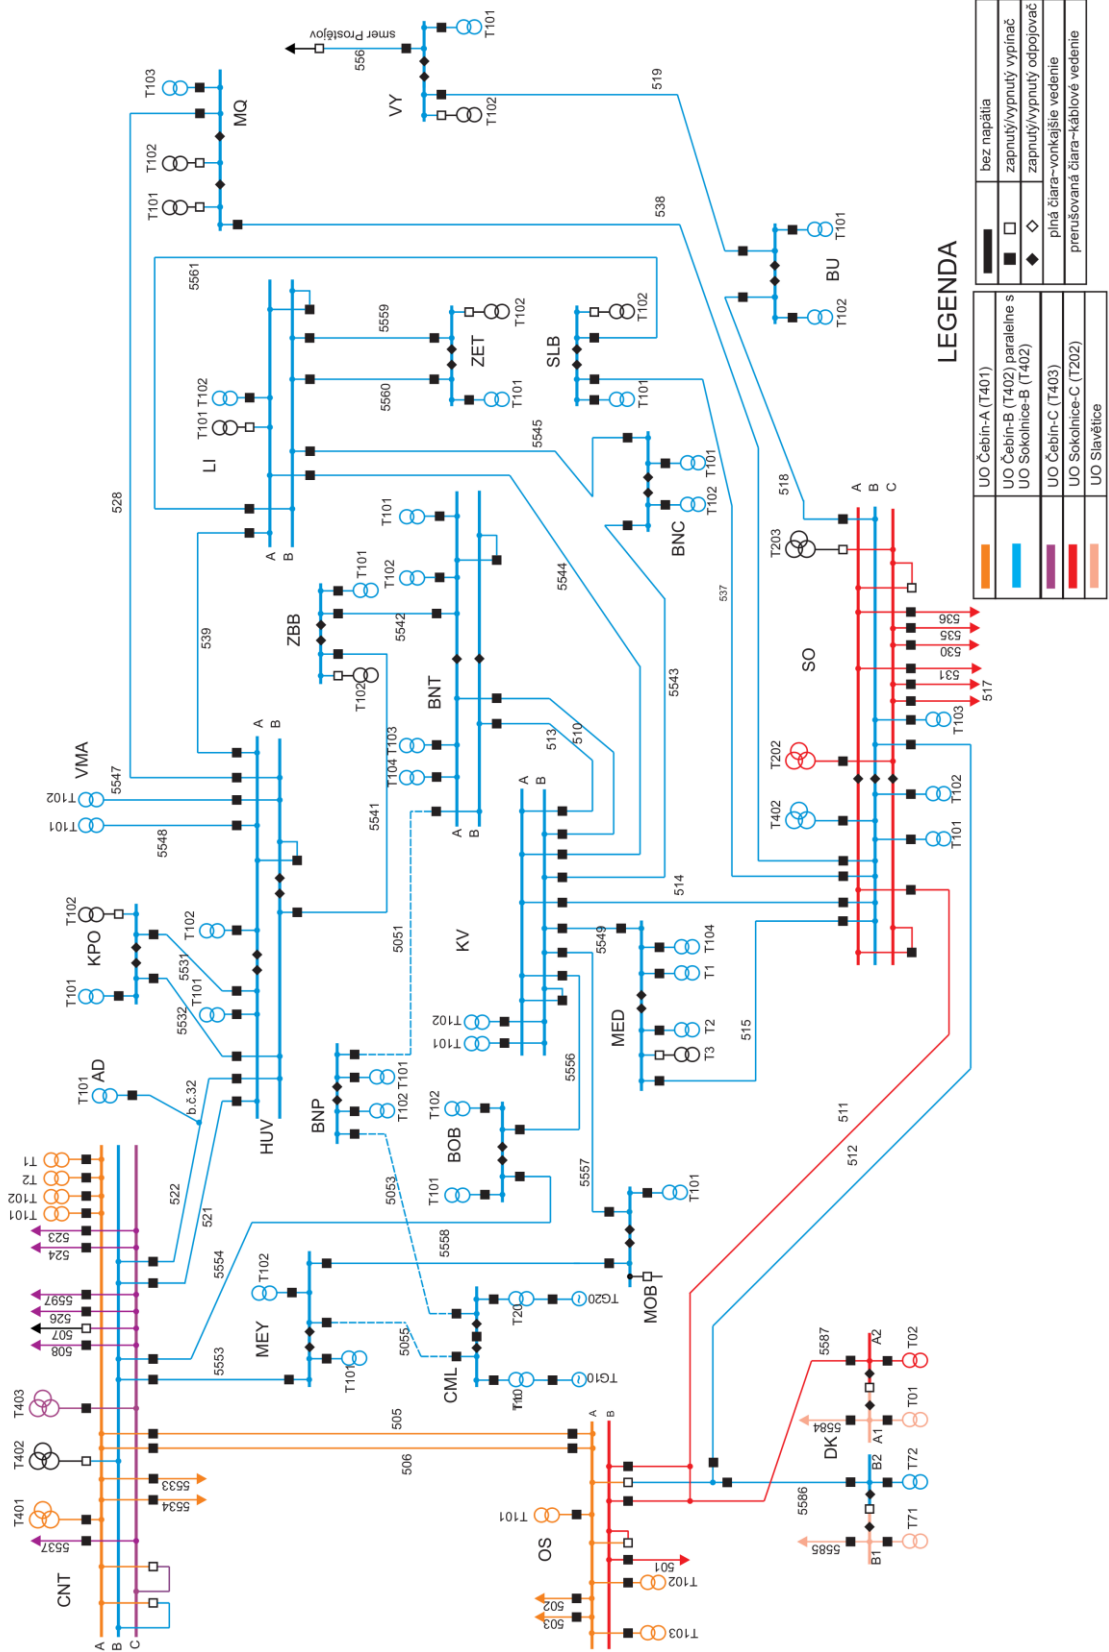 T101
556
smer Prostějov
VY
T102
519
T103
MQ
T102
T101
538
528
5561
LI
T102
T101
A
B
5559
5560
ZET
T102
T101
SLB
T102
T101
BU
T101
T102
5545
BNC
T101
T102
537
518
539
ZBB
T101
T102
5542
5541
BNT
T101
T102
T103
T104
A
B
5544
5543
510
513
VMA
T102
T101
5547
5548
A
B
HUV
T102
T101
KPO
T102
T101
5531
5532
AD
T101
b.č.32
522
521
5051
BNP
T101
T102
5053
KV
A
B
T102
T101
514
5549
MED
T104
T1
T2
T3
515
5556
BOB
T102
T101
5557
5554
5558
MOB
T101
MEY
T102
T101
5553
5055
CML
T20
TG20
T10
TG10
SO
A
B
C
T203
T202
T402
T103
T102
T101
536
535
530
531
517
511
512
CNT
A
B
C
T1
T2
T102
T101
523
524
5597
526
507
508
T403
T402
T401
5533
5534
5537
505
506
OS
A
B
T101
T102
T103
501
502
503
DK
5587
A2
T02
T01
A1
5584
B2
T72
5586
T71
B1
5585
LEGENDA
UO Čebín-A (T401)
UO Čebín-B (T402) paralelne s
UO Sokolnice-B (T402)
UO Čebín-C (T403)
UO Sokolnice-C (T202)
UO Slavětice
bez napätia
zapnutý/vypnutý vypínač
zapnutý/vypnutý odpojovač
plná čiara~vonkajšie vedenie
prerušovaná čiara~káblové vedenie